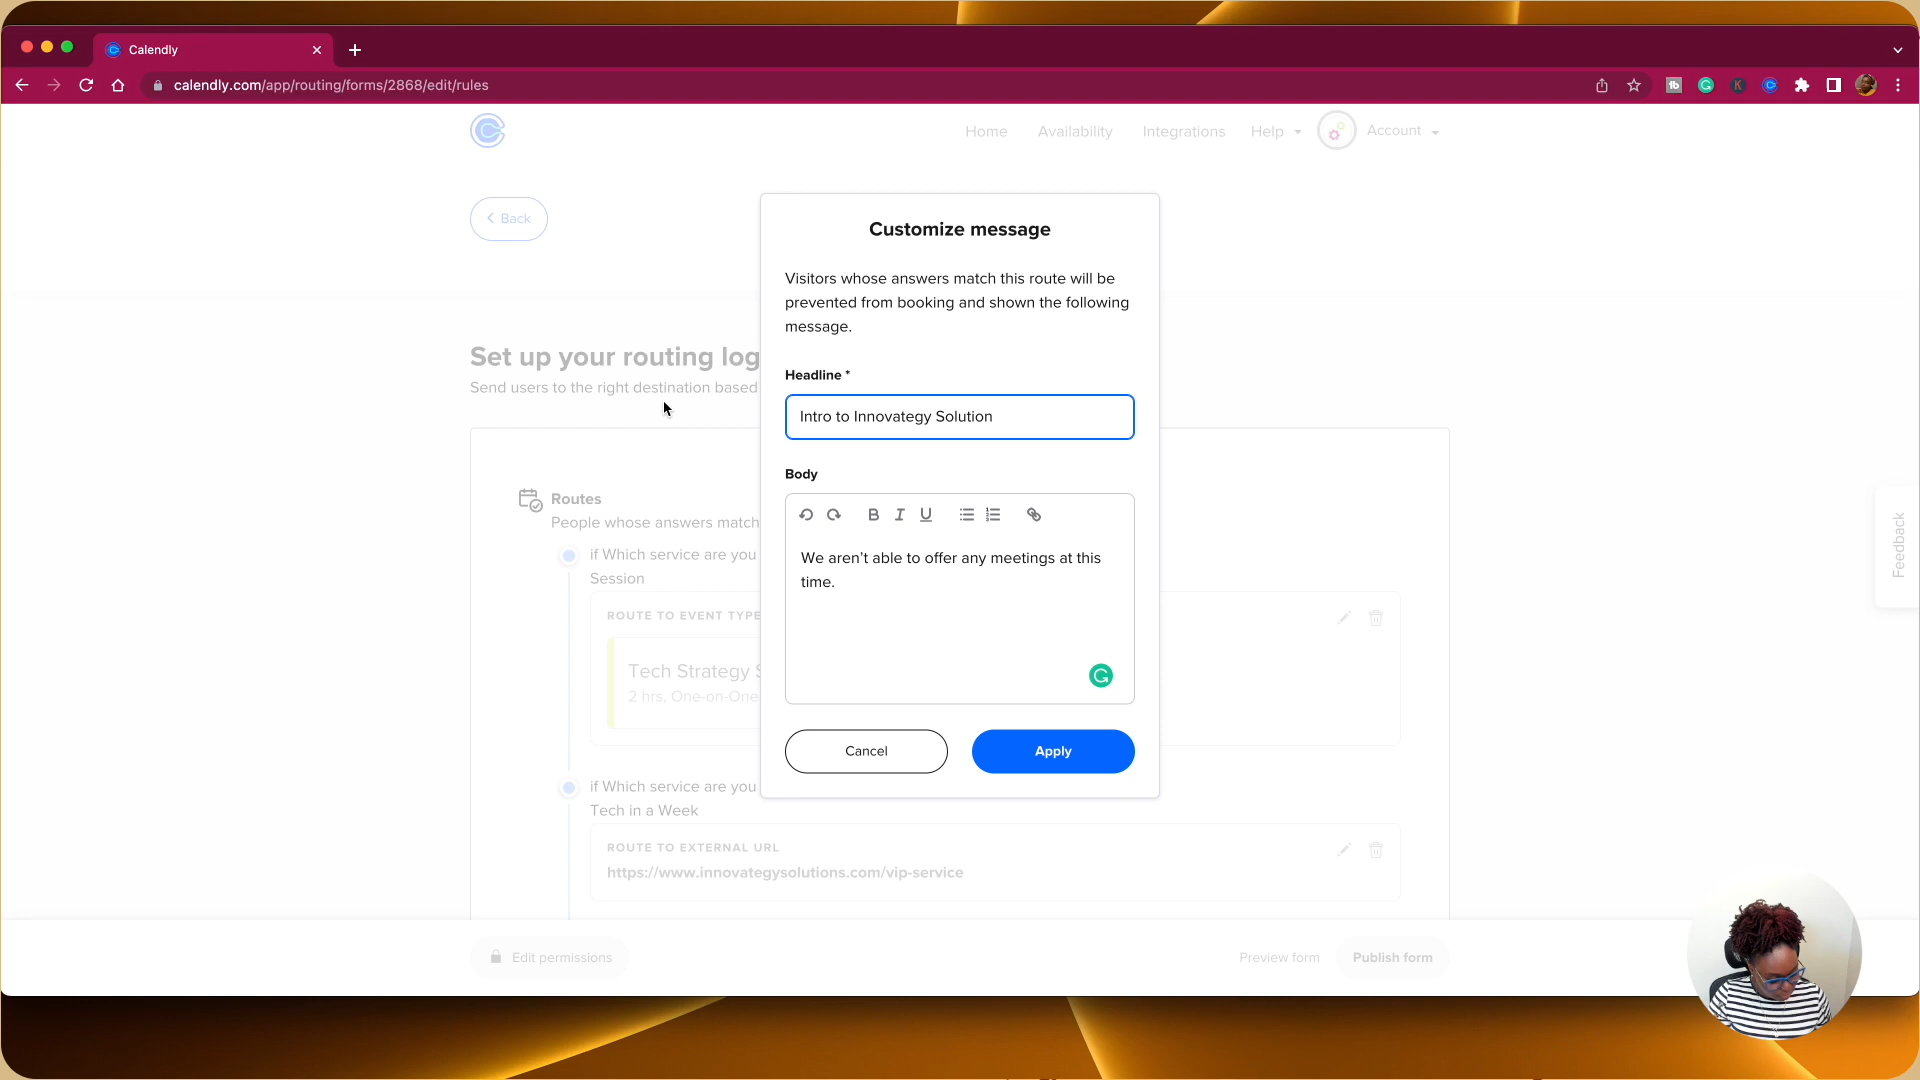 Calendly
calendly.com/app/routing/forms/2868/edit/rules
Home
Availability
Integrations
Help
Account
Back
Customize message
Visitors whose answers match this route will be
prevented from booking and shown the following
message.
Set up your routing log
Send users to the right destination based
Headline *
Intro to Innovategy Solution
Body
We aren't able to offer any meetings at this
time.
Cancel
Apply
Routes
People whose answers match
if Which service are you
Session
ROUTE TO EVENT TYPE
Tech Strategy S
2 hrs, One-on-One
if Which service are you
Tech in a Week
ROUTE TO EXTERNAL URL
https://www.innovategysolutions.com/vip-service
Feedback
Edit permissions
Preview form
Publish form